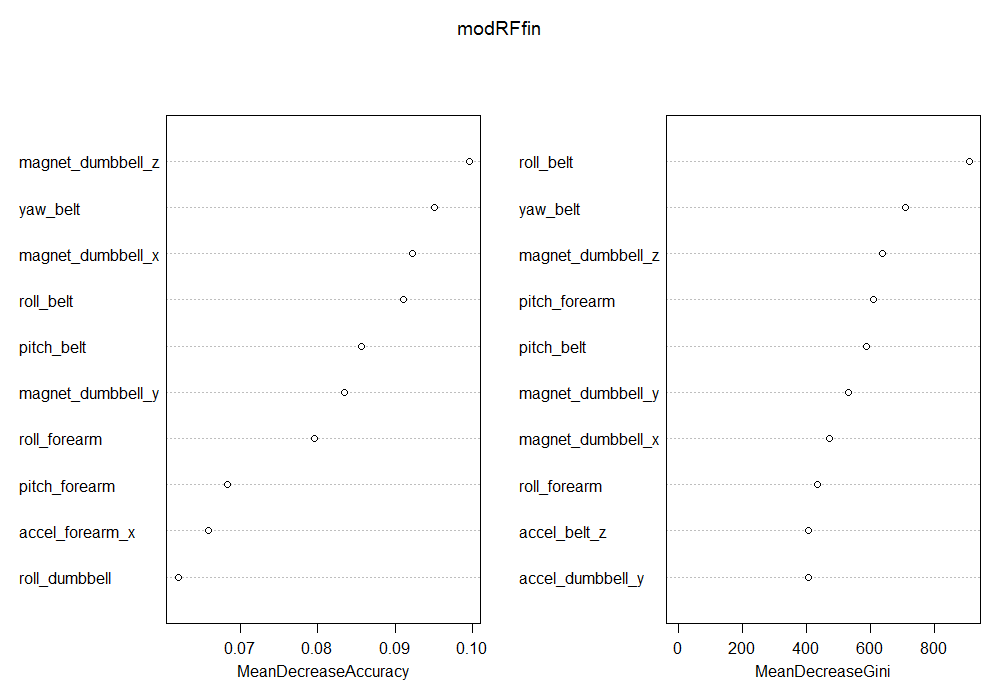 modRFfin
magnet_dumbbell_z
yaw_belt
magnet_dumbbell_x
roll_belt
pitch_belt
magnet_dumbbell_y
roll_forearm
pitch_forearm
accel_forearm_x
roll_dumbbell
0.07 0.08 0.09 0.10
MeanDecreaseAccuracy
roll_belt
yaw_belt
magnet_dumbbell_z
pitch_forearm
pitch_belt
magnet_dumbbell_y
magnet_dumbbell_x
roll_forearm
accel_belt_z
accel_dumbbell_y
0 200 400 600 800
MeanDecreaseGini